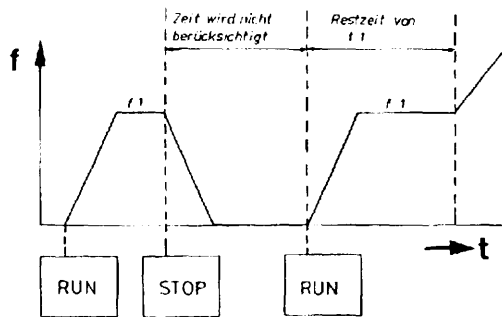 Zeit wird nicht
berücksichtigt
Restzeit von
t 1
f
f 1
f 1
t
RUN
STOP
RUN